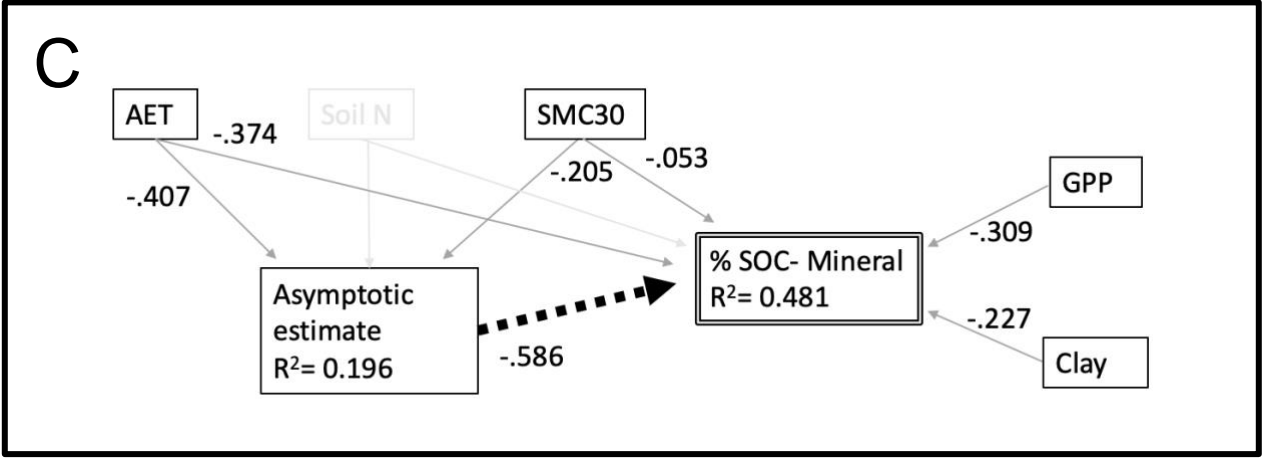 C
AET
Soil N
SMC30
-.374
-.053
-.205
-.407
GPP
-.309
% SOC- Mineral
R²= 0.481
Asymptotic
estimate
R²= 0.196
-.586
-.227
Clay